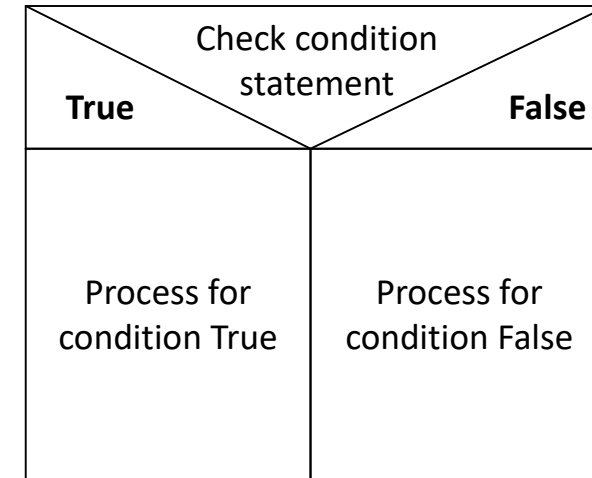 Check condition
statement
True
False
Process for
condition True
Process for
condition False